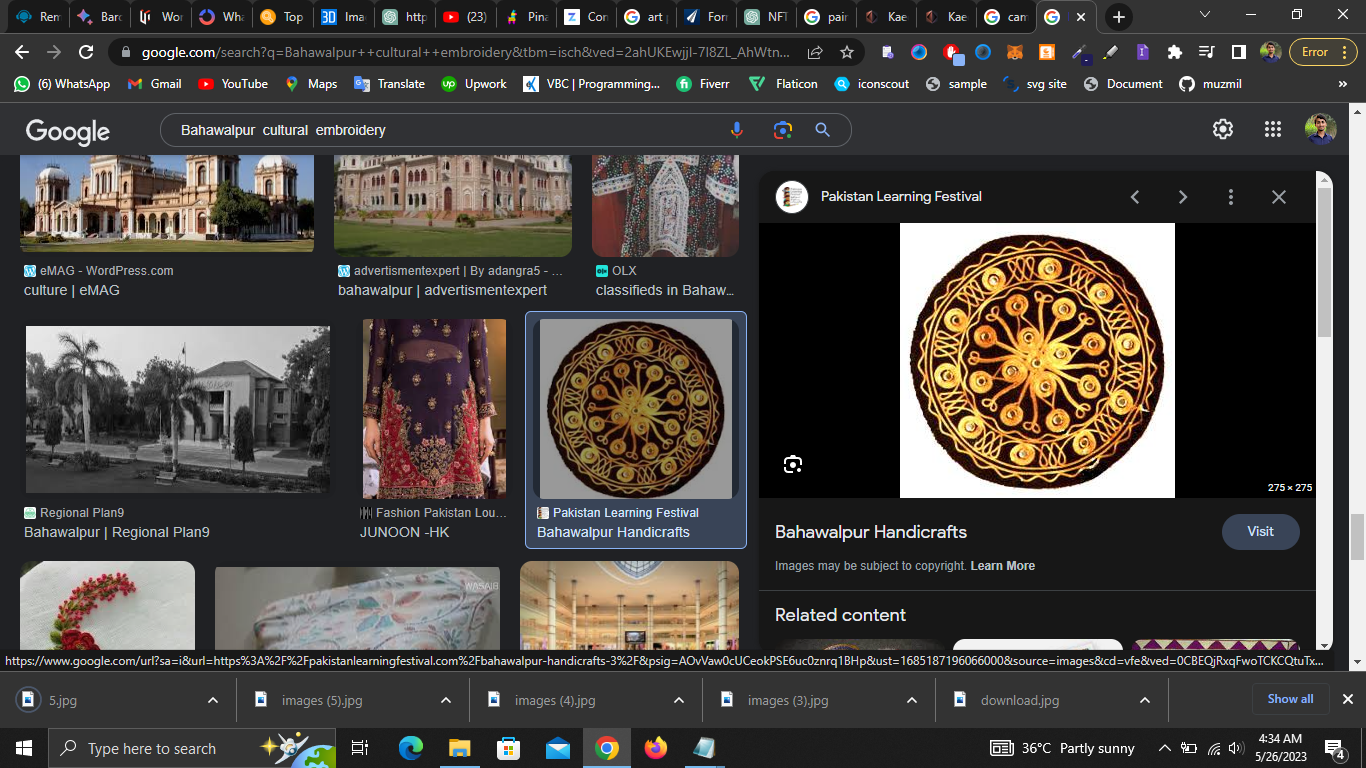 Rem
Barc
Wor
Wha
Top
Ima
http
(23)
Pina
Con
art
Forr
NFT
pair
Kae
Kae
cam
google.com/search?q=Bahawalpur++cultural++embroidery&tbm=isch&ved=2ahUKEwjjl-7I8ZL_AhWtn...
Error
(6) WhatsApp
Gmail
YouTube
Maps
Translate
Upwork
VBC | Programming...
Fiverr
Flaticon
iconscout
sample
svg site
Document
muzmil
»
Google
Bahawalpur cultural embroidery
eMAG - WordPress.com
culture | eMAG
advertismentexpert | By adangra5 - ...
bahawalpur | advertismentexpert
OLX
classifieds in Bahaw...
Regional Plan9
Bahawalpur | Regional Plan9
Fashion Pakistan Lou...
JUNOON -HK
Pakistan Learning Festival
Bahawalpur Handicrafts
WASAIB
Pakistan Learning Festival
275 × 275
Bahawalpur Handicrafts
Visit
Images may be subject to copyright. Learn More
Related content
https://www.google.com/url?sa=i&url=https%3A%2F%2Fpakistanlearningfestival.com%2Fbahawalpur-handicrafts-3%2F&psig=AOvVaw0cUCeokPSE6uc0znrq1BHp&ust=1685187196066000&source=images&cd=vfe&ved=0CBEQjRxqFwoTCKCQtuTx...
5.jpg
images (5).jpg
images (4).jpg
images (3).jpg
download.jpg
Show all
Type here to search
36°C Partly sunny
4:34 AM
5/26/2023
4